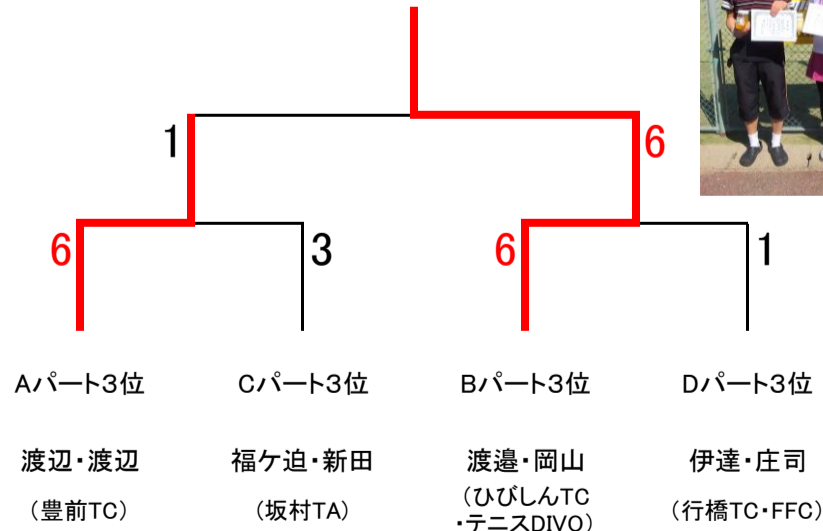 1
6
6
3
6
1
Aパート3位
Cパート3位
Bパート3位
Dパート3位
渡辺・渡辺
福ケ迫・新田
渡邉・岡山
伊達・庄司
(豊前TC)
(坂村TA)
(ひびしんTC
・テニスDIVO)
(行橋TC・FFC)